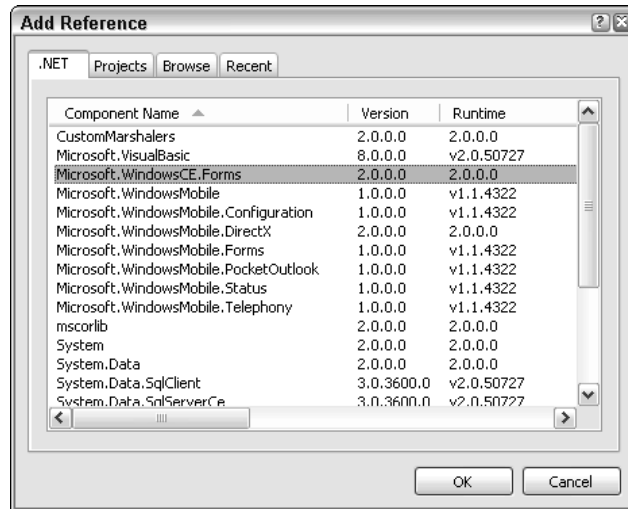 Add Reference
.NET Projects Browse Recent
Component Name Version Runtime
CustomMarshalers 2.0.0.0 2.0.0.0
Microsoft.VisualBasic 8.0.0.0 v2.0.50727
Microsoft.WindowsCE.Forms 2.0.0.0 2.0.0.0
Microsoft.WindowsMobile 1.0.0.0 v1.1.4322
Microsoft.WindowsMobile.Configuration 1.0.0.0 v1.1.4322
Microsoft.WindowsMobile.DirectX 2.0.0.0 2.0.0.0
Microsoft.WindowsMobile.Forms 1.0.0.0 v1.1.4322
Microsoft.WindowsMobile.PocketOutlook 1.0.0.0 v1.1.4322
Microsoft.WindowsMobile.Status 1.0.0.0 v1.1.4322
Microsoft.WindowsMobile.Telephony 1.0.0.0 v1.1.4322
mscorlib 2.0.0.0 2.0.0.0
System 2.0.0.0 2.0.0.0
System.Data 2.0.0.0 2.0.0.0
System.Data.SqlClient 3.0.3600.0 v2.0.50727
System.Data.SqlServerCe 3.0.3600.0 v2.0.50727
OK Cancel